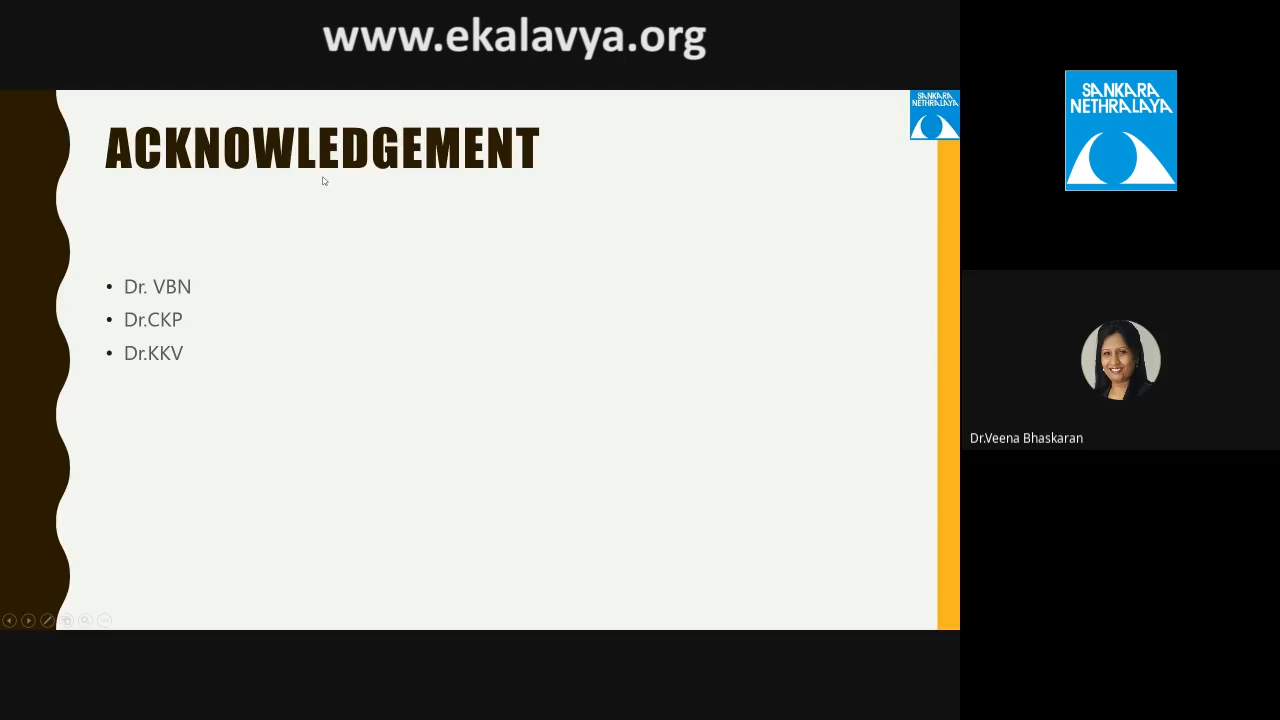 www.ekalavya.org
SANKARA
NETHRALAYA
ACKNOWLEDGEMENT
• Dr. VBN
• Dr.CKP
• Dr.KKV
SANKARA
NETHRALAYA
Dr.Veena Bhaskaran